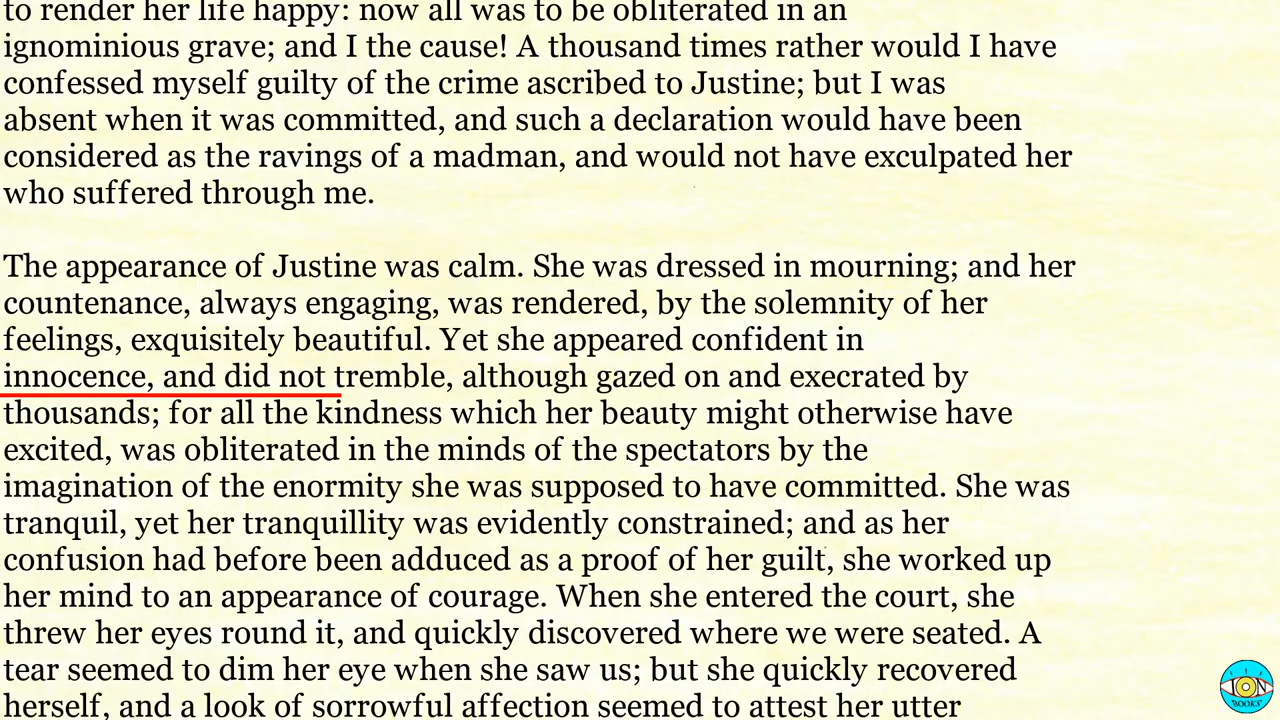 to render her life happy: now all was to be obliterated in an
ignominious grave; and I the cause! A thousand times rather would I have
confessed myself guilty of the crime ascribed to Justine; but I was
absent when it was committed, and such a declaration would have been
considered as the ravings of a madman, and would not have exculpated her
who suffered through me.
The appearance of Justine was calm. She was dressed in mourning; and her
countenance, always engaging, was rendered, by the solemnity of her
feelings, exquisitely beautiful. Yet she appeared confident in
innocence, and did not tremble, although gazed on and execrated by
thousands; for all the kindness which her beauty might otherwise have
excited, was obliterated in the minds of the spectators by the
imagination of the enormity she was supposed to have committed. She was
tranquil, yet her tranquillity was evidently constrained; and as her
confusion had before been adduced as a proof of her guilt, she worked up
her mind to an appearance of courage. When she entered the court, she
threw her eyes round it, and quickly discovered where we were seated. A
tear seemed to dim her eye when she saw us; but she quickly recovered
herself, and a look of sorrowful affection seemed to attest her utter
ION
BOOKS